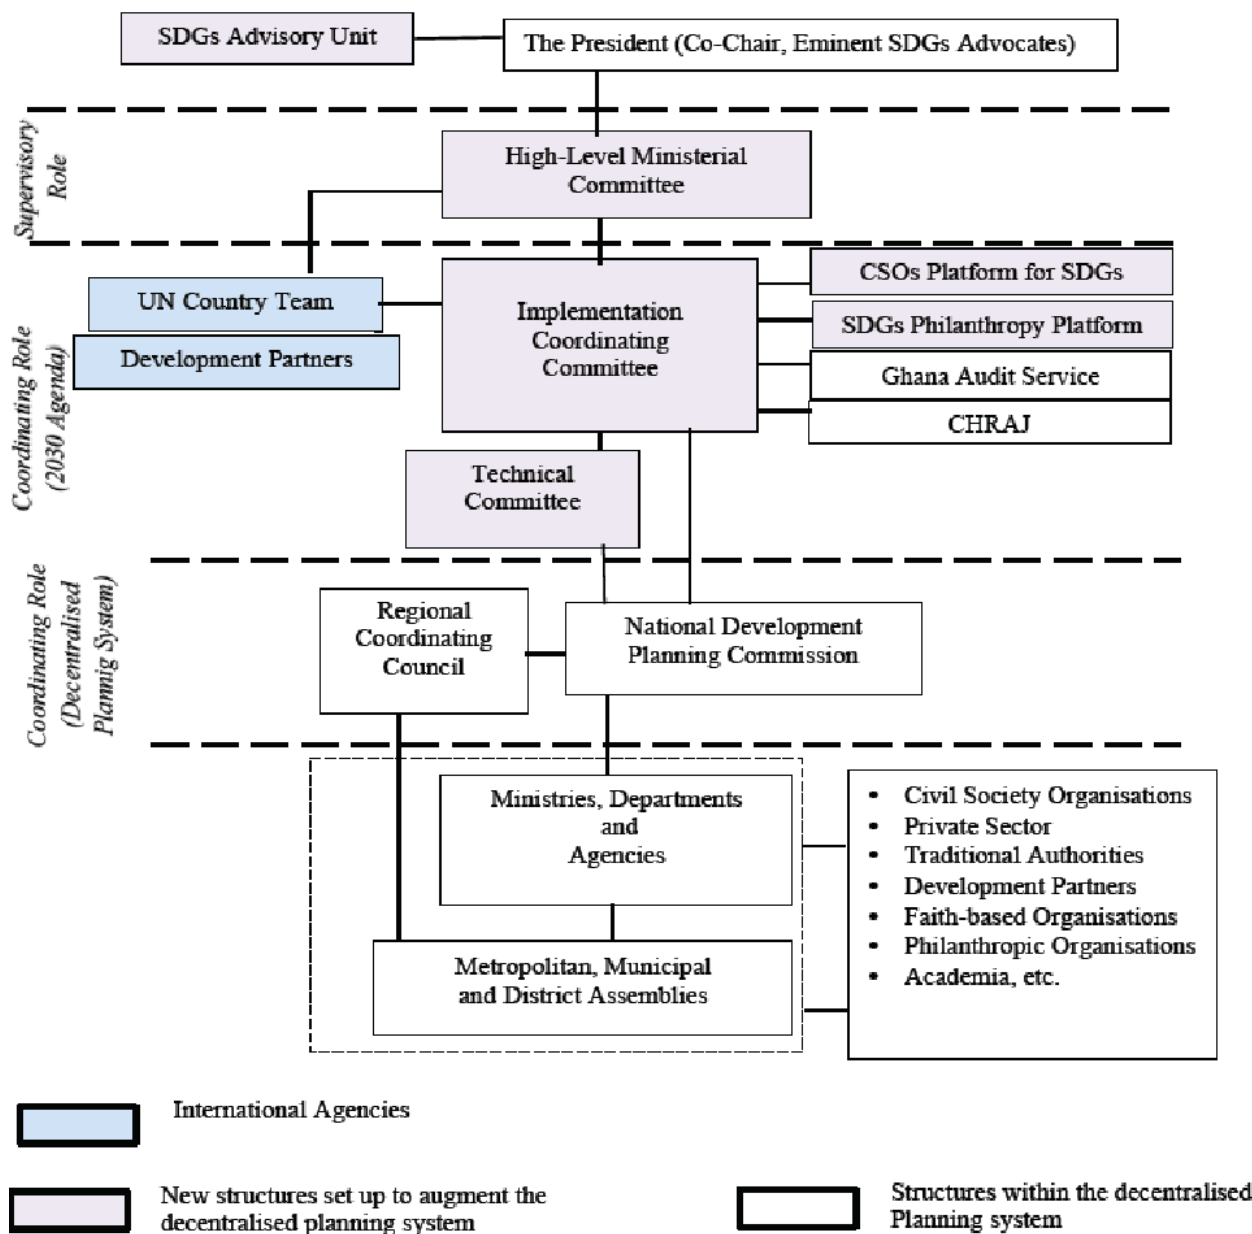 SDGs Advisory Unit
The President (Co-Chair, Eminent SDGs Advocates)
Supervisory
Role
High-Level Ministerial
Committee
Coordinating Role
(2030 Agenda)
UN Country Team
Development Partners
Implementation
Coordinating
Committee
CSOs Platform for SDGs
SDGs Philanthropy Platform
Ghana Audit Service
CHRAJ
Technical
Committee
Coordinating Role
(Decentralised
Plannig System)
Regional
Coordinating
Council
National Development
Planning Commission
Ministries, Departments
and
Agencies
Metropolitan, Municipal
and District Assemblies
• Civil Society Organisations
• Private Sector
• Traditional Authorities
• Development Partners
• Faith-based Organisations
• Philanthropic Organisations
• Academia, etc.
International Agencies
New structures set up to augment the
decentralised planning system
Structures within the decentralised
Planning system